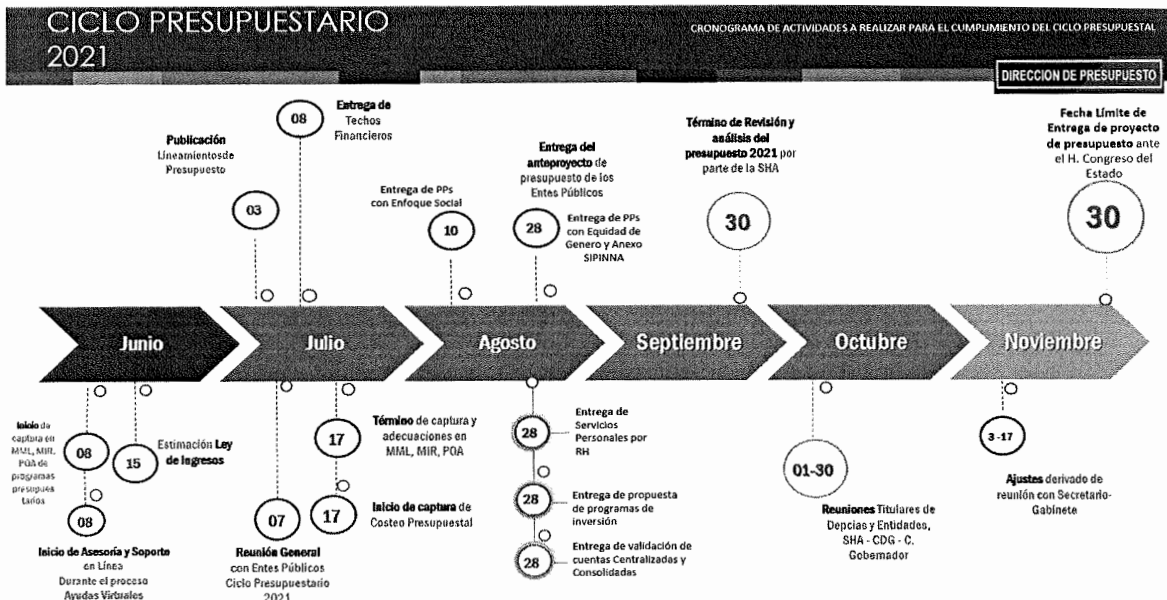 CICLO PRESUPUESTARIO
2021
CRONOGRAMA DE ACTIVIDADES A REALIZAR PARA EL CUMPLIMIENTO DEL CICLO PRESUPUESTAL
DIRECCION DE PRESUPUESTO
Publicación
Lineamientos de
Presupuesto
03
08
Entrega de
Techos
Financieros
Entrega de PPs
con Enfoque Social
10
Entrega del
anteproyecto de
presupuesto de los
Entes Públicos
28
Entrega de PPs
con Equidad de
Genero y Anexo
SIPINNA
Término de Revisión y
análisis del
presupuesto 2021 por
parte de la SHA
30
Fecha Límite de
Entrega de proyecto
de presupuesto ante
el H. Congreso del
Estado
30
Junio
Julio
Agosto
Septiembre
Octubre
Noviembre
Inicio de
captura en
MML, MIR,
POA de
programas
presupues
tarios
08
15
Estimación Ley
de Ingresos
08
Inicio de Asesoría y Soporte
en Línea
Durante el proceso
Ayudas Virtuales
07
Reunión General
con Entes Públicos
Ciclo Presupuestario
2021
17
Término de captura y
adecuaciones en
MML, MIR, POA
17
Inicio de captura de
Costeo Presupuestal
28
Entrega de
Servicios
Personales por
RH
28
Entrega de propuesta
de programas de
inversión
28
Entrega de validación de
cuentas Centralizadas y
Consolidadas
01-30
Reuniones Titulares de
Depcias y Entidades,
SHA - CDG - C.
Gobernador
3 -17
Ajustes derivado de
reunión con Secretario-
Gabinete